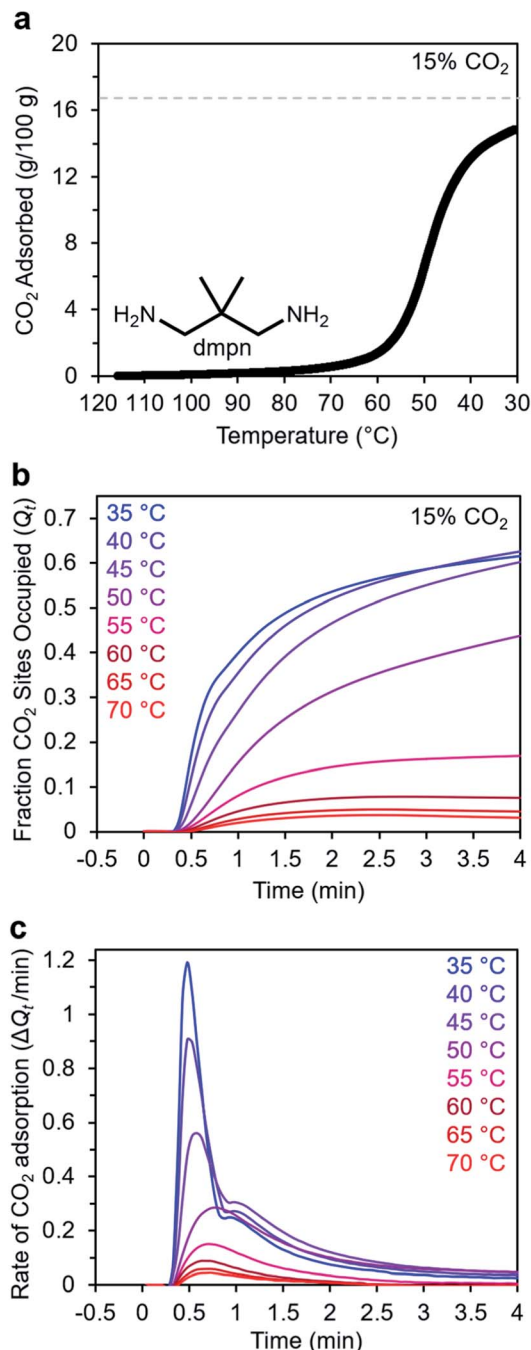 a
15% CO₂
20
16
12
8
4
0
CO₂ Adsorbed (g/100 g)
H₂N
NH₂
dmpn
120 110 100 90 80 70 60 50 40 30
Temperature (°C)
b
15% CO₂
0.7
0.6
0.5
0.4
0.3
0.2
0.1
0
Fraction CO₂ Sites Occupied (Qₜ)
35 °C
40 °C
45 °C
50 °C
55 °C
60 °C
65 °C
70 °C
-0.5 0 0.5 1 1.5 2 2.5 3 3.5 4
Time (min)
c
1.2
1
0.8
0.6
0.4
0.2
0
Rate of CO₂ adsorption (ΔQₜ/min)
35 °C
40 °C
45 °C
50 °C
55 °C
60 °C
65 °C
70 °C
-0.5 0 0.5 1 1.5 2 2.5 3 3.5 4
Time (min)